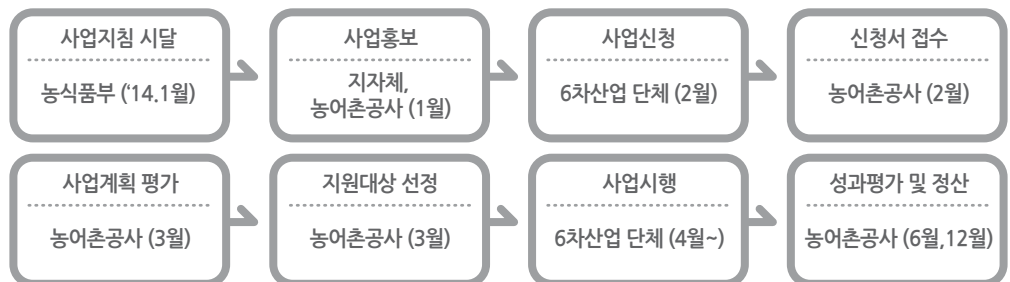 사업지침 시달
농식품부 (‘14.1월)
사업홍보
지자체,
농어촌공사 (1월)
사업신청
6차산업 단체 (2월)
신청서 접수
농어촌공사 (2월)
사업계획 평가
농어촌공사 (3월)
지원대상 선정
농어촌공사 (3월)
사업시행
6차산업 단체 (4월~)
성과평가 및 정산
농어촌공사 (6월,12월)